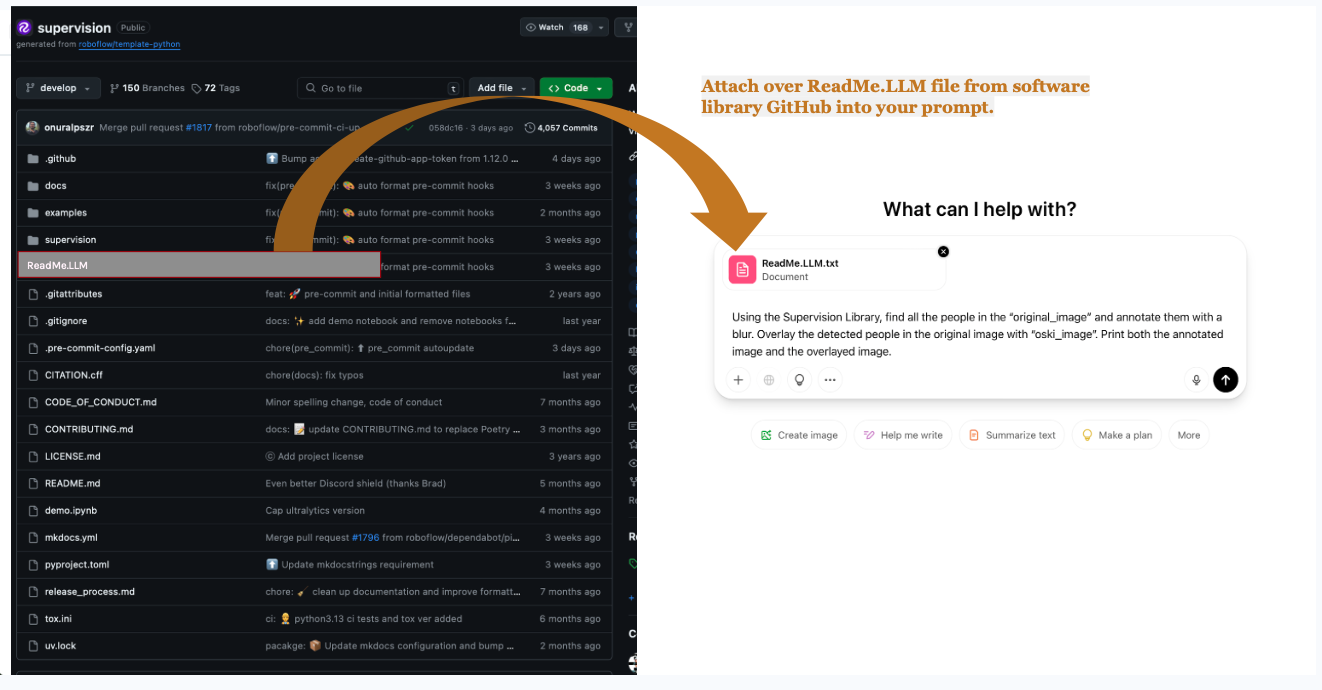 supervision Public
generated from roboflow/template-python
Watch 168
develop
150 Branches
72 Tags
Go to file
t
Add file
Code
onuralpszr Merge pull request #1817 from roboflow/pre-commit-ci-up
058dc16 · 3 days ago
4,057 Commits
.github
Bump
create-github-app-token from 1.12.0 ...
4 days ago
docs
fix(pre_commit): 🎨 auto format pre-commit hooks
3 weeks ago
examples
auto format pre-commit hooks
2 months ago
supervision
auto format pre-commit hooks
3 weeks ago
ReadMe.LLM
format pre-commit hooks
3 weeks ago
.gitattributes
feat: 🚀 pre-commit and initial formatted files
2 years ago
.gitignore
docs: ✨ add demo notebook and remove notebooks f...
last year
.pre-commit-config.yaml
chore(pre_commit): ⬆ pre_commit autoupdate
3 days ago
CITATION.cff
chore(docs): fix typos
last year
CODE_OF_CONDUCT.md
Minor spelling change, code of conduct
7 months ago
CONTRIBUTING.md
docs: 📝 update CONTRIBUTING.md to replace Poetry ...
3 months ago
LICENSE.md
© Add project license
3 years ago
README.md
Even better Discord shield (thanks Brad)
5 months ago
demo.ipynb
Cap ultralytics version
4 months ago
mkdocs.yml
Merge pull request #1796 from roboflow/dependabot/pi...
3 weeks ago
pyproject.toml
⬆️ Update mkdocstrings requirement
3 weeks ago
release_process.md
chore: 🧹 clean up documentation and improve formatt...
7 months ago
tox.ini
ci: 👷 python3.13 ci tests and tox ver added
6 months ago
uv.lock
pacakge: 📦 Update mkdocs configuration and bump ...
2 months ago
Attach over ReadMe.LLM file from software
library GitHub into your prompt.
What can I help with?
ReadMe.LLM.txt
Document
Using the Supervision Library, find all the people in the “original_image” and annotate them with a
blur. Overlay the detected people in the original image with “oski_image”. Print both the annotated
image and the overlayed image.
Create image
Help me write
Summarize text
Make a plan
More